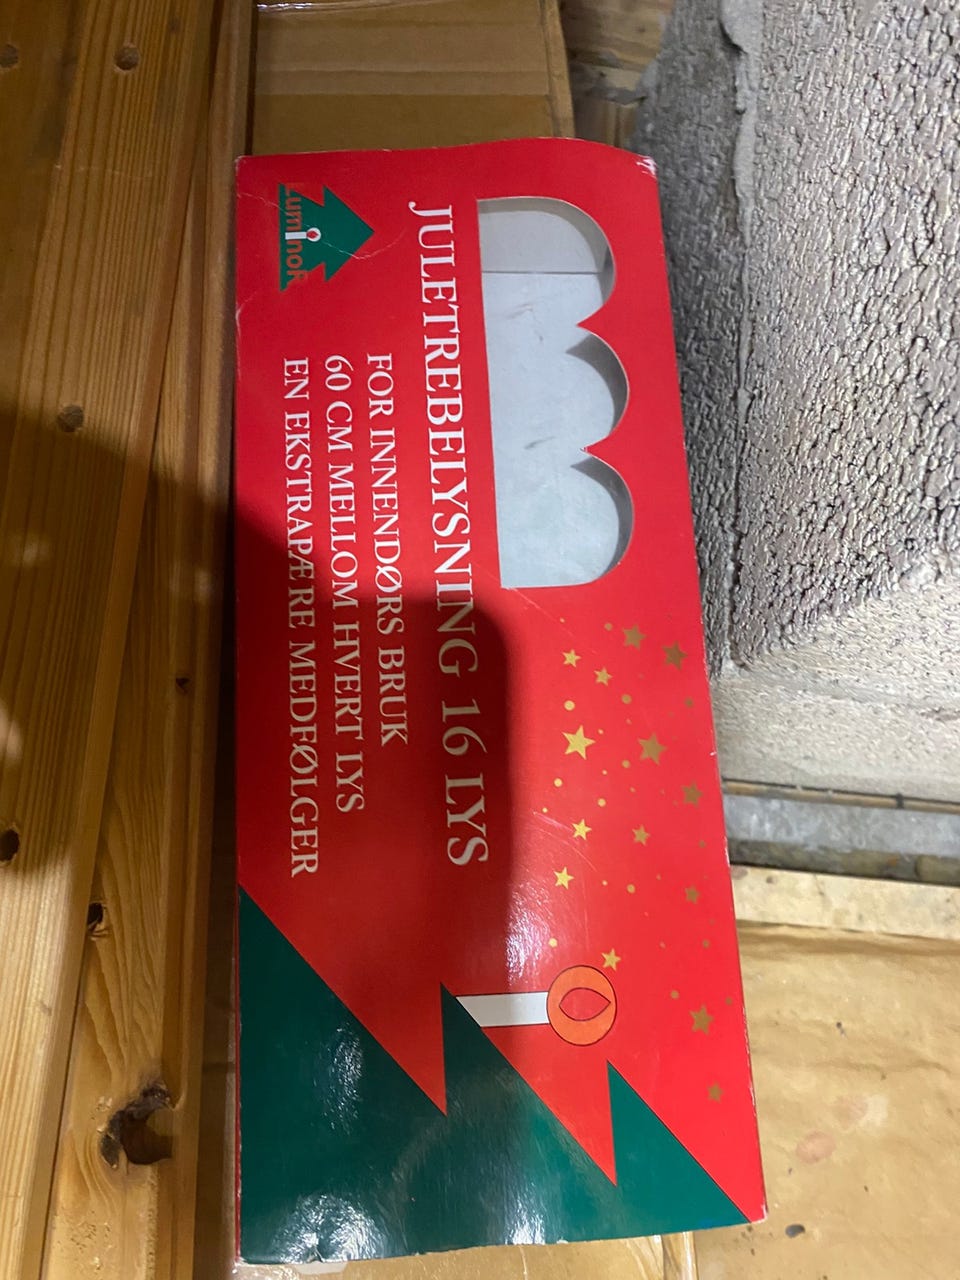 JULETREBELYSNING 16 LYS
FOR INNENDØRS BRUK
60 CM MELLOM HVERT LYS
EN EKSTRAPÆRE MEDFØLGER
LuminoR